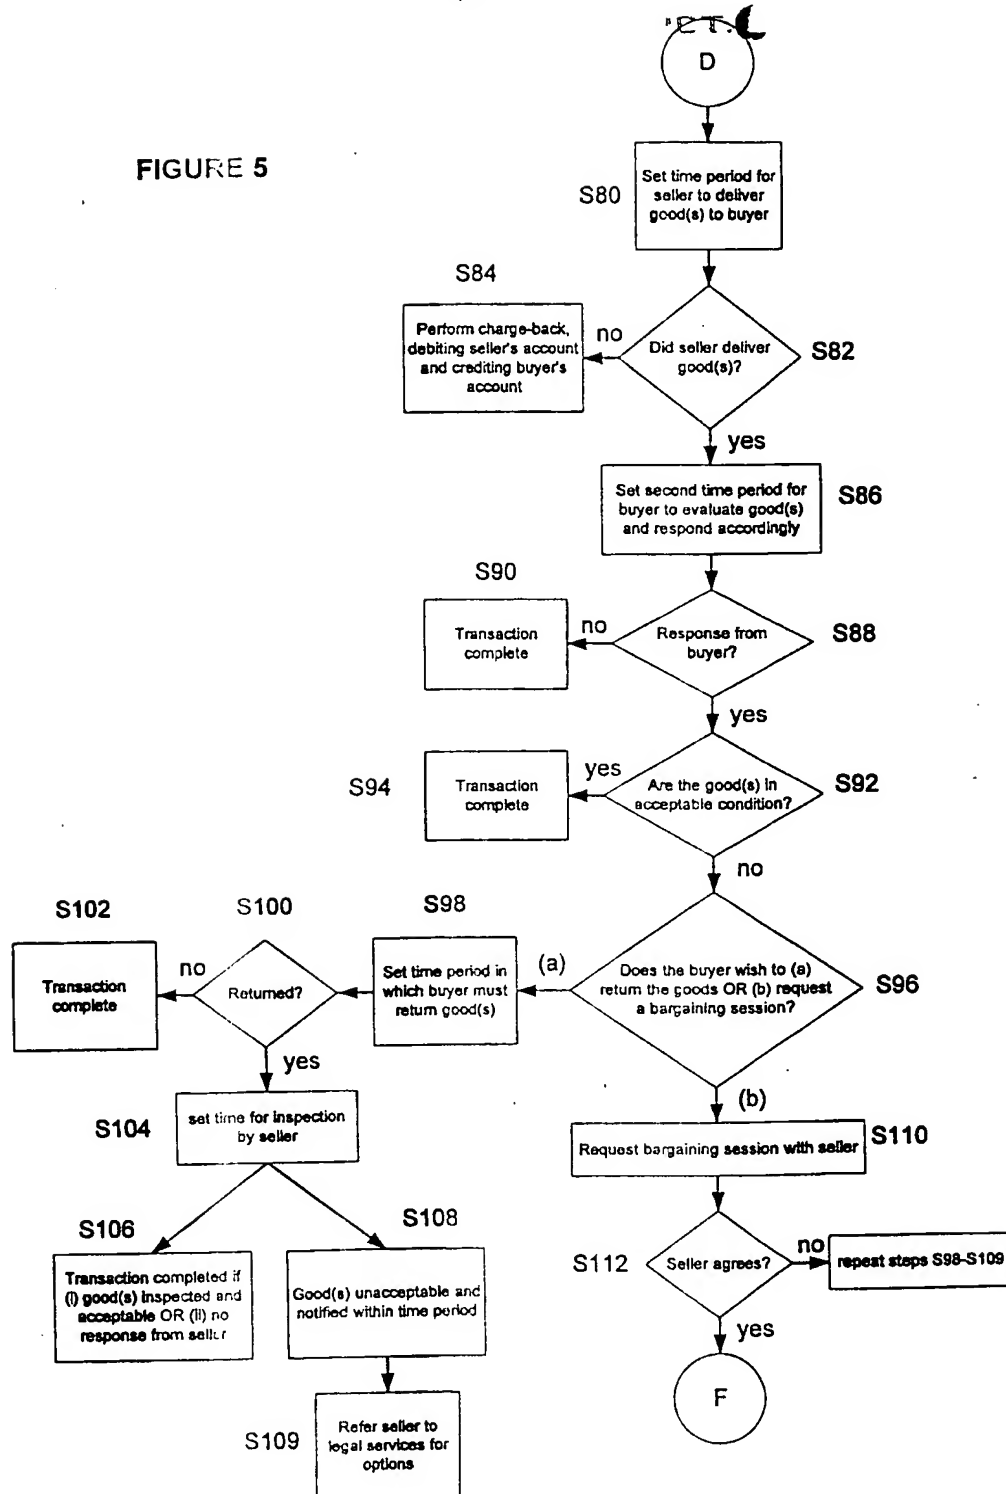 D
FIGURE 5
S80
Set time period for
seller to deliver
good(s) to buyer
S84
Perform charge-back,
debiting seller's account
and crediting buyer's
account
no
Did seller deliver
good(s)?
S82
yes
Set second time period for
buyer to evaluate good(s)
and respond accordingly
S86
S90
Transaction
complete
no
Response from
buyer?
S88
yes
S94
Transaction
complete
yes
Are the good(s) in
acceptable condition?
S92
no
S102
S100
S98
Transaction
complete
no
Returned?
Set time period in
which buyer must
return good(s)
(a)
Does the buyer wish to (a)
return the goods OR (b) request
a bargaining session?
S96
yes
(b)
S104
set time for inspection
by seller
Request bargaining session with seller
S110
S106
S108
Transaction completed if
(i) good(s) inspected and
acceptable OR (ii) no
response from seller
Good(s) unacceptable and
notified within time period
S112
Seller agrees?
no
repeat steps S98-S109
yes
F
S109
Refer seller to
legal services for
options